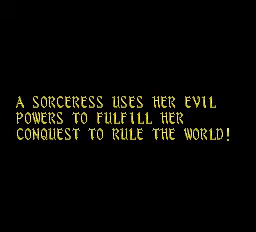 A SORCERESS USES HER EVIL
POWERS TO FULFILL HER
CONQUEST TO RULE THE WORLD!